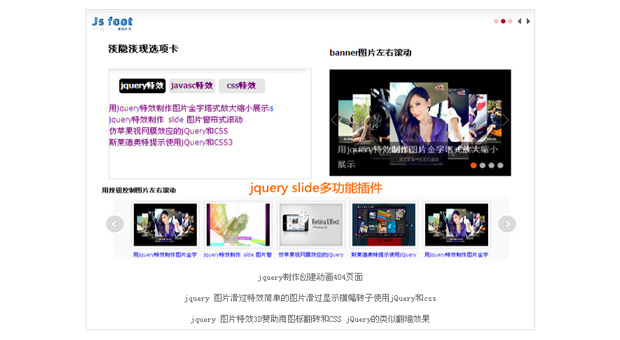 Js foot
淡隐淡现选项卡
banner图片左右滚动
jquery特效
javasc特效
css特效
用jquery特效制作图片金字塔式放大缩小展示s
jquery特效制作 slide 图片窗帘式滚动
仿苹果视网膜效应的jQuery和CSS
斯莱德奥特提示使用jQuery和CSS3
用jquery特效制作图片金字塔式放大缩小
展示
用按钮控制图片左右滚动
jquery slide多功能插件
Retina Effect
用jquery特效制作图片金字
jquery特效制作 slide 图片窗
仿苹果视网膜效应的jQuery
斯莱德奥特提示使用jQuery
用jquery特效制作图片金字
jquery制作创建动画404页面
jquery 图片滑过特效简单的图片滑过显示横幅转子使用jQuery和css
jquery 图片特效3D赞助商图标翻转和CSS jQuery的类似翻墙效果